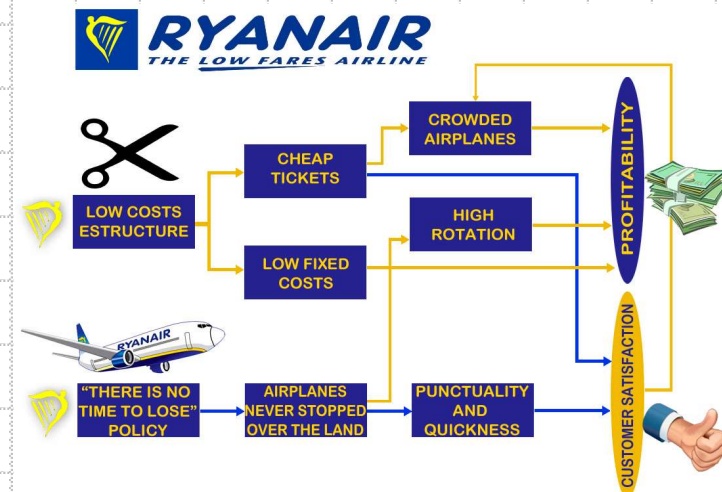 RYANAIR
THE LOW FARES AIRLINE
CROWDED
AIRPLANES
CHEAP
TICKETS
LOW COSTS
ESTRUCTURE
HIGH
ROTATION
LOW FIXED
COSTS
PROFITABILITY
RYANAIR
"THERE IS NO
TIME TO LOSE"
POLICY
AIRPLANES
NEVER STOPPED
OVER THE LAND
PUNCTUALITY
AND
QUICKNESS
CUSTOMER SATISFACTION